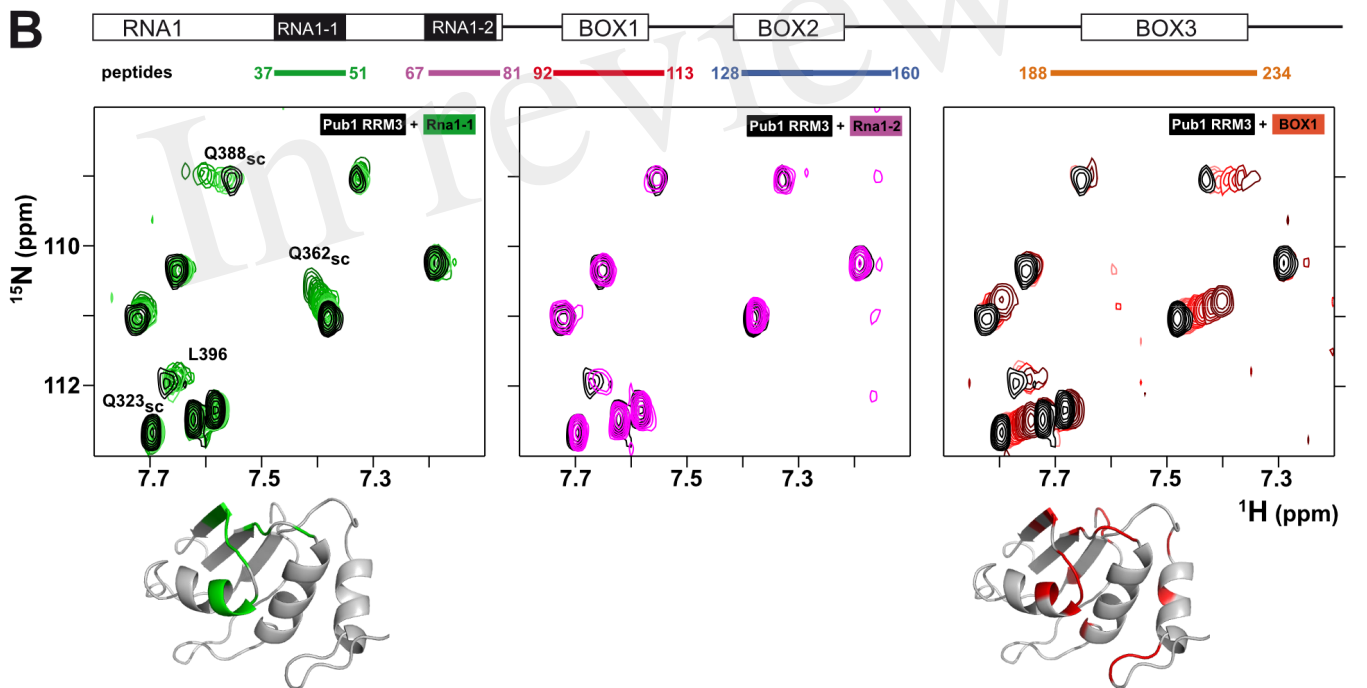 B
RNA1 RNA1-1 RNA1-2 BOX1 BOX2 BOX3
peptides 37 51 67 81 92 113 128 160 188 234
In review
Pub1 RRM3 + Rna1-1
Pub1 RRM3 + Rna1-2
Pub1 RRM3 + BOX1
Q388sc
Q362sc
L396
Q323sc
15N (ppm)
110
112
7.7 7.5 7.3
7.7 7.5 7.3
7.7 7.5 7.3
1H (ppm)